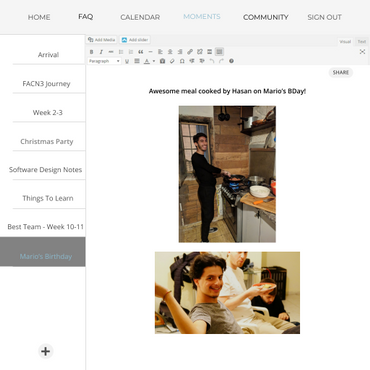 HOME FAQ CALENDAR MOMENTS COMMUNITY SIGN OUT
Arrival
FACN3 Journey
Week 2-3
Christmas Party
Software Design Notes
Things To Learn
Best Team - Week 10-11
Mario's Birthday
Add Media Add slider
Visual Text
Paragraph
SHARE
Awesome meal cooked by Hasan on Mario's BDay!